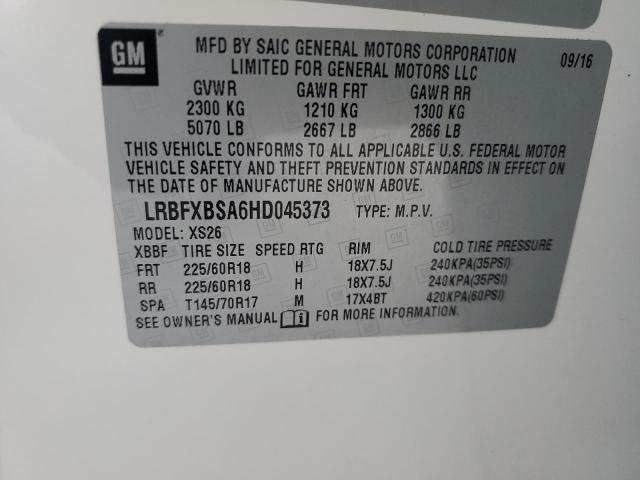 GM
MFD BY SAIC GENERAL MOTORS CORPORATION
LIMITED FOR GENERAL MOTORS LLC
09/16
GVWR GAWR FRT GAWR RR
2300 KG 1210 KG 1300 KG
5070 LB 2667 LB 2866 LB
THIS VEHICLE CONFORMS TO ALL APPLICABLE U.S. FEDERAL MOTOR
VEHICLE SAFETY AND THEFT PREVENTION STANDARDS IN EFFECT ON
THE DATE OF MANUFACTURE SHOWN ABOVE.
LRBFXBSA6HD045373 TYPE: M.P.V.
MODEL: XS26
XBBF TIRE SIZE SPEED RTG RIM COLD TIRE PRESSURE
FRT 225/60R18 H 18X7.5J 240KPA(35PSI)
RR 225/60R18 H 18X7.5J 240KPA(35PSI)
SPA T145/70R17 M 17X4BT 420KPA(60PSI)
SEE OWNER'S MANUAL FOR MORE INFORMATION.